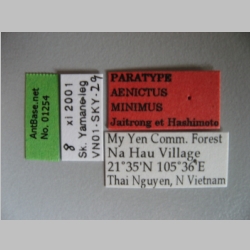 AntBase.net
No. 01254
8 xi 2001
Sk. Yamane leg
VN01-SKY-29
PARATYPE
AENICTUS
MINIMUS
Jaitrong et Hashimoto
My Yen Comm. Forest
Na Hau Village
21°35'N 105°36'E
Thai Nguyen, N Vietnam